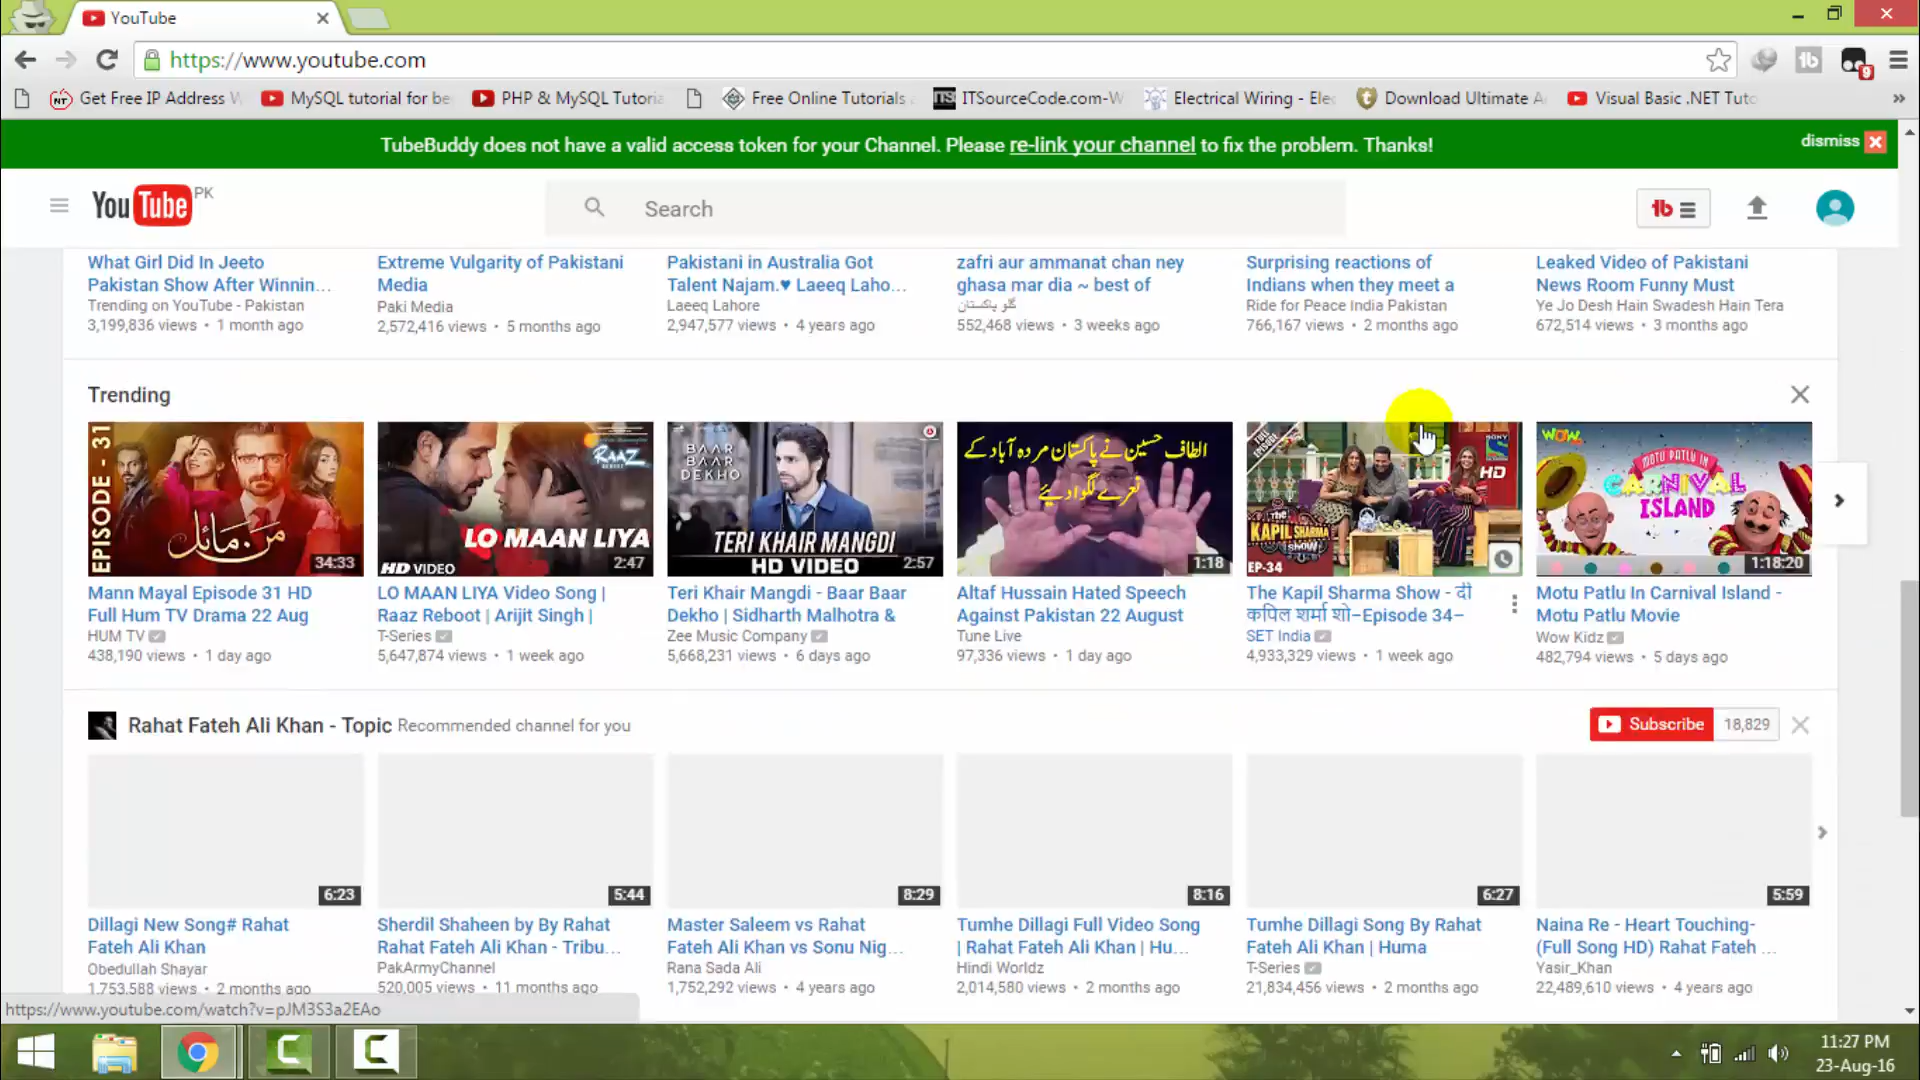 YouTube
https://www.youtube.com
Get Free IP Address W
MySQL tutorial for be
PHP & MySQL Tutoria
Free Online Tutorials
ITSourceCode.com-W
Electrical Wiring - Ele
Download Ultimate A
Visual Basic .NET Tuto
TubeBuddy does not have a valid access token for your Channel. Please re-link your channel to fix the problem. Thanks!
dismiss
YouTube PK
Search
What Girl Did In Jeeto
Pakistan Show After Winnin...
Trending on YouTube - Pakistan
3,199,836 views • 1 month ago
Extreme Vulgarity of Pakistani
Media
Paki Media
2,572,416 views • 5 months ago
Pakistani in Australia Got
Talent Najam.♥ Laeeq Laho...
Laeeq Lahore
2,947,577 views • 4 years ago
zafri aur ammanat chan ney
ghasa mar dia ~ best of
گلو پاکستان
552,468 views • 3 weeks ago
Surprising reactions of
Indians when they meet a
Ride for Peace India Pakistan
766,167 views • 2 months ago
Leaked Video of Pakistani
News Room Funny Must
Ye Jo Desh Hain Swadesh Hain Tera
672,514 views • 3 months ago
Trending
EPISODE - 31
من مائل
34:33
Mann Mayal Episode 31 HD
Full Hum TV Drama 22 Aug
HUM TV
438,190 views • 1 day ago
RAAZ
LO MAAN LIYA
HD VIDEO
2:47
LO MAAN LIYA Video Song |
Raaz Reboot | Arijit Singh |
T-Series
5,647,874 views • 1 week ago
BAAR
BAAR
DEKHO
TERI KHAIR MANGDI
HD VIDEO
2:57
Teri Khair Mangdi - Baar Baar
Dekho | Sidharth Malhotra &
Zee Music Company
5,668,231 views • 6 days ago
الطاف حسین نے پاکستان مردہ آباد کے
نعرے لگوا دیئے
1:18
Altaf Hussain Hated Speech
Against Pakistan 22 August
Tune Live
97,336 views • 1 day ago
SONY
HD
The
KAPIL SHARMA
Show
EP-34
The Kapil Sharma Show - दी
कपिल शर्मा शो–Episode 34–
SET India
4,933,329 views • 1 week ago
WOW
MOTU PATLU IN
CARNIVAL
ISLAND
1:18:20
Motu Patlu In Carnival Island -
Motu Patlu Movie
Wow Kidz
482,794 views • 5 days ago
Rahat Fateh Ali Khan - Topic Recommended channel for you
Subscribe 18,829
6:23
Dillagi New Song# Rahat
Fateh Ali Khan
Obedullah Shayar
1,753,588 views • 2 months ago
5:44
Sherdil Shaheen by By Rahat
Rahat Fateh Ali Khan - Tribu...
PakArmyChannel
520,005 views • 11 months ago
8:29
Master Saleem vs Rahat
Fateh Ali Khan vs Sonu Nig...
Rana Sada Ali
1,752,292 views • 4 years ago
8:16
Tumhe Dillagi Full Video Song
| Rahat Fateh Ali Khan | Hu...
Hindi Worldz
2,014,580 views • 2 months ago
6:27
Tumhe Dillagi Song By Rahat
Fateh Ali Khan | Huma
T-Series
21,834,456 views • 2 months ago
5:59
Naina Re - Heart Touching-
(Full Song HD) Rahat Fateh ...
Yasir_Khan
22,489,610 views • 4 years ago
https://www.youtube.com/watch?v=pJM3S3a2EAo
11:27 PM
23-Aug-16